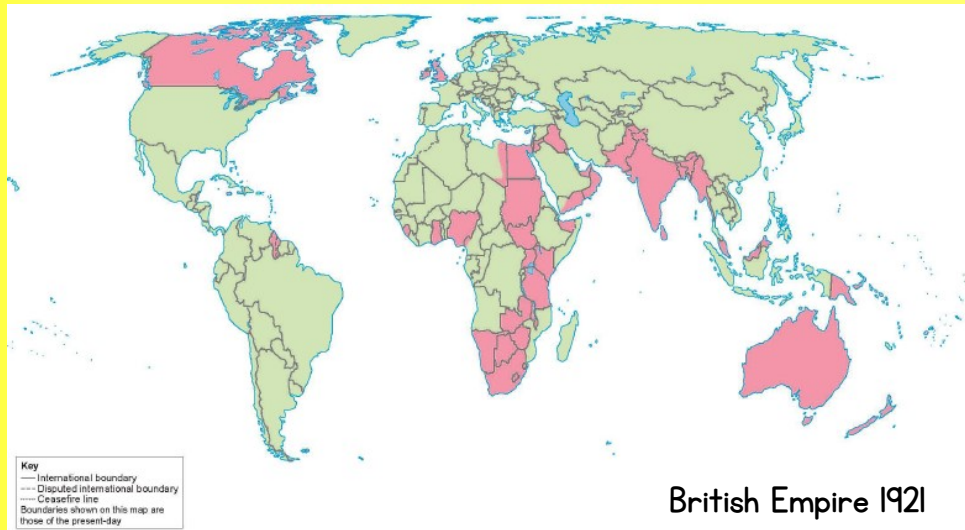 Key
International boundary
Disputed international boundary
Ceasefire line
Boundaries shown on this map are
those of the present-day
British Empire 1921